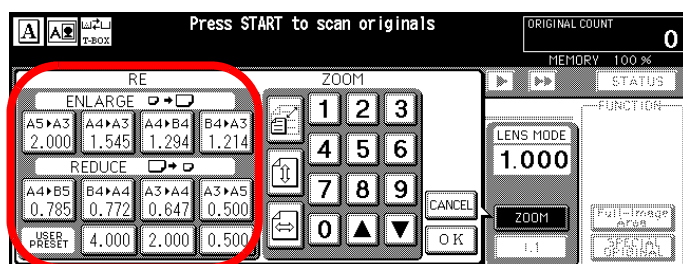 A A T-BOX Press START to scan originals ORIGINAL COUNT
0
MEMORY 100 %
RE ZOOM STATUS
ENLARGE FUNCTION
A5▸A3 A4▸A3 A4▸B4 B4▸A3
2.000 1.545 1.294 1.214
REDUCE
A4▸B5 B4▸A4 A3▸A4 A3▸A5
0.785 0.772 0.647 0.500
USER PRESET 4.000 2.000 0.500
1 2 3
4 5 6
7 8 9
0 ▲ ▼
CANCEL
OK
LENS MODE
1.000
ZOOM
1.1
Full-Image
Area
SPECIAL
ORIGINAL